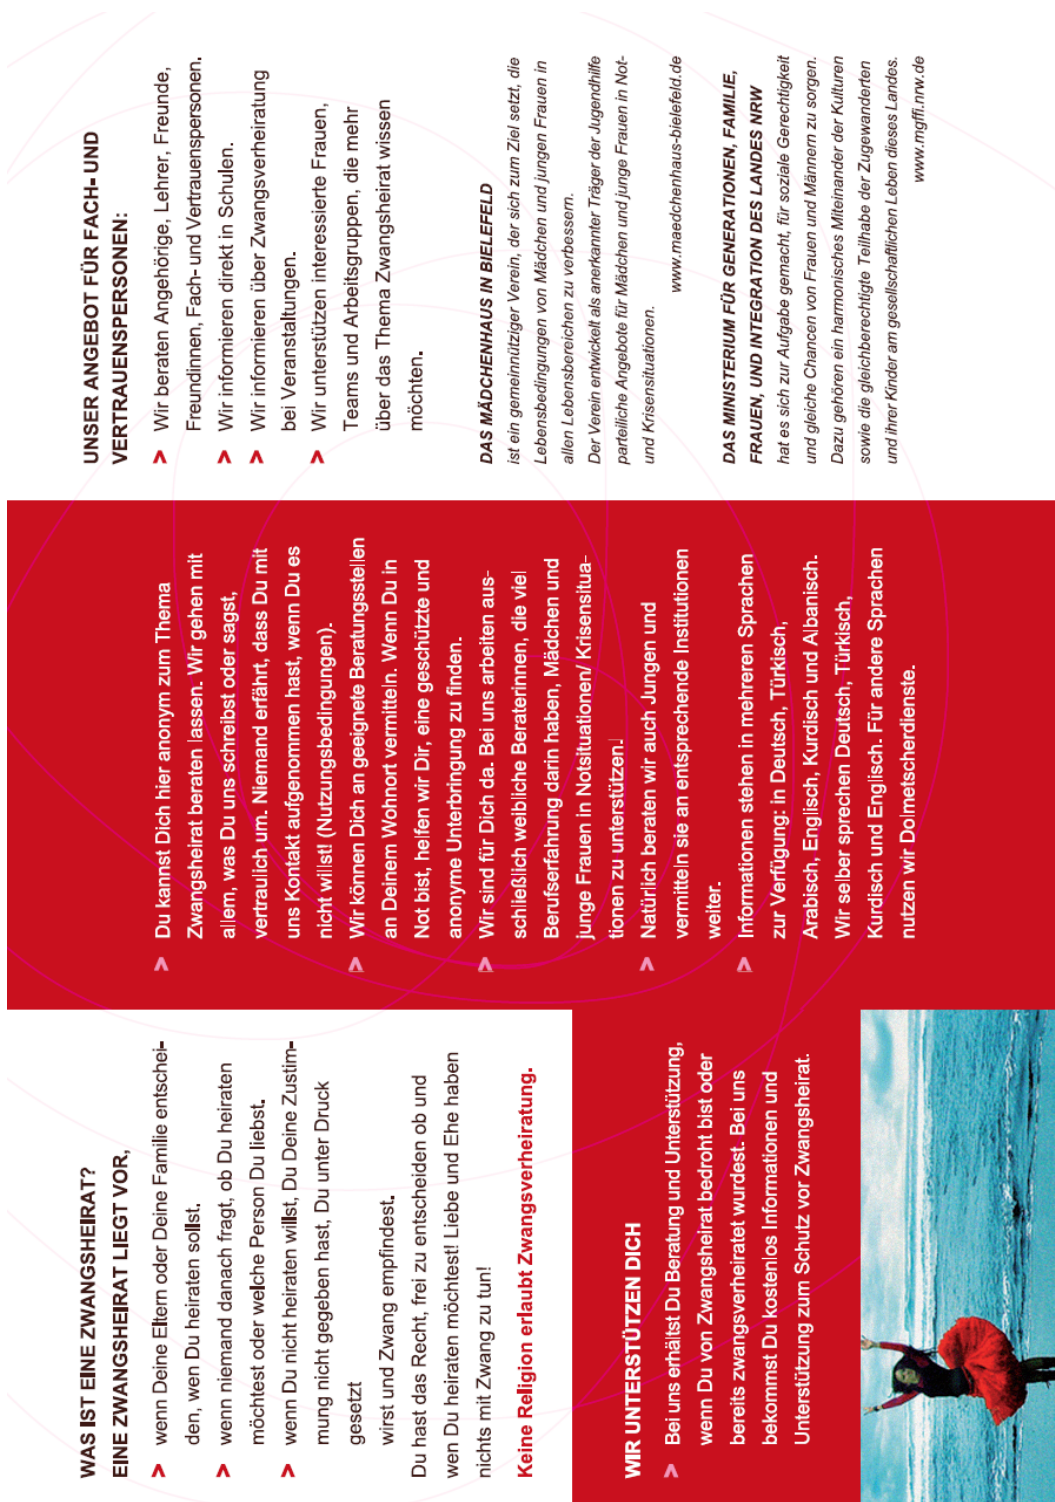 WAS IST EINE ZWANGSHEIRAT?
EINE ZWANGSHEIRAT LIEGT VOR,
> wenn Deine Eltern oder Deine Familie entschei-
den, wen Du heiraten sollst.
> wenn niemand danach fragt, ob Du heiraten
möchtest oder welche Person Du liebst.
> wenn Du nicht heiraten willst, Du Deine Zustim-
mung nicht gegeben hast, Du unter Druck
gesetzt
wirst und Zwang empfindest.
Du hast das Recht, frei zu entscheiden ob und
wen Du heiraten möchtest! Liebe und Ehe haben
nichts mit Zwang zu tun!
Keine Religion erlaubt Zwangsverheiratung.
WIR UNTERSTÜTZEN DICH
> Bei uns erhältst Du Beratung und Unterstützung,
wenn Du von Zwangsheirat bedroht bist oder
bereits zwangsverheiratet wurdest. Bei uns
bekommst Du kostenlos Informationen und
Unterstützung zum Schutz vor Zwangsheirat.
> Du kannst Dich hier anonym zum Thema
Zwangsheirat beraten lassen. Wir gehen mit
allem, was Du uns schreibst oder sagst,
vertraulich um. Niemand erfährt, dass Du mit
uns Kontakt aufgenommen hast, wenn Du es
nicht willst! (Nutzungsbedingungen).
> Wir können Dich an geeignete Beratungsstellen
an Deinem Wohnort vermitteln. Wenn Du in
Not bist, helfen wir Dir, eine geschützte und
anonyme Unterbringung zu finden.
> Wir sind für Dich da. Bei uns arbeiten aus-
schließlich weibliche Beraterinnen, die viel
Berufserfahrung darin haben, Mädchen und
junge Frauen in Notsituationen/ Krisensitua-
tionen zu unterstützen.
> Natürlich beraten wir auch Jungen und
vermitteln sie an entsprechende Institutionen
weiter.
> Informationen stehen in mehreren Sprachen
zur Verfügung: in Deutsch, Türkisch,
Arabisch, Englisch, Kurdisch und Albanisch.
Wir selber sprechen Deutsch, Türkisch,
Kurdisch und Englisch. Für andere Sprachen
nutzen wir Dolmetscherdienste.
UNSER ANGEBOT FÜR FACH- UND
VERTRAUENSPERSONEN:
> Wir beraten Angehörige, Lehrer, Freunde,
Freundinnen, Fach- und Vertrauenspersonen.
> Wir informieren direkt in Schulen.
> Wir informieren über Zwangsverheiratung
bei Veranstaltungen.
> Wir unterstützen interessierte Frauen,
Teams und Arbeitsgruppen, die mehr
über das Thema Zwangsheirat wissen
möchten.
DAS MÄDCHENHAUS IN BIELEFELD
ist ein gemeinnütziger Verein, der sich zum Ziel setzt, die
Lebensbedingungen von Mädchen und jungen Frauen in
allen Lebensbereichen zu verbessern.
Der Verein entwickelt als anerkannter Träger der Jugendhilfe
parteiliche Angebote für Mädchen und junge Frauen in Not-
und Krisensituationen.
www.maedchenhaus-bielefeld.de
DAS MINISTERIUM FÜR GENERATIONEN, FAMILIE,
FRAUEN, UND INTEGRATION DES LANDES NRW
hat es sich zur Aufgabe gemacht, für soziale Gerechtigkeit
und gleiche Chancen von Frauen und Männern zu sorgen.
Dazu gehören ein harmonisches Miteinander der Kulturen
sowie die gleichberechtigte Teilhabe der Zugewanderten
und ihrer Kinder am gesellschaftlichen Leben dieses Landes.
www.mgffi.nrw.de